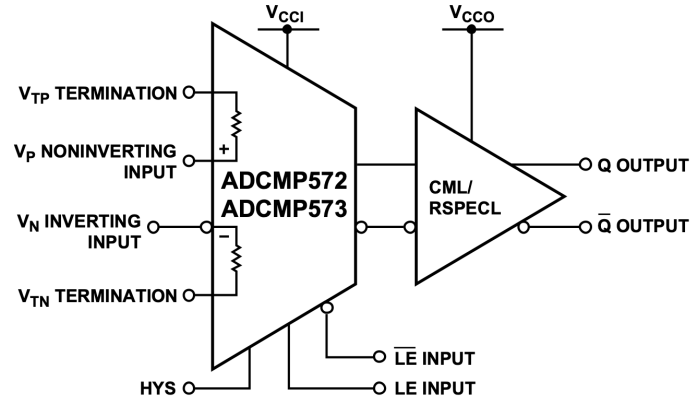 VCCI
VCCO
VTP TERMINATION
VP NONINVERTING
INPUT
+
ADCMP572
ADCMP573
CML/
RSPECL
Q OUTPUT
VN INVERTING
INPUT
–
Q̅ OUTPUT
VTN TERMINATION
L̅E̅ INPUT
HYS
LE INPUT